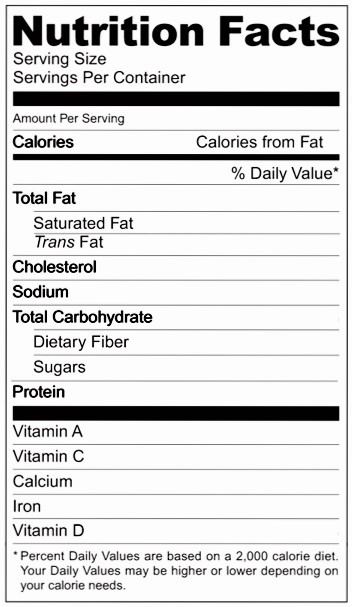 Nutrition Facts
Serving Size
Servings Per Container
Amount Per Serving
Calories Calories from Fat
% Daily Value*
Total Fat
Saturated Fat
Trans Fat
Cholesterol
Sodium
Total Carbohydrate
Dietary Fiber
Sugars
Protein
Vitamin A
Vitamin C
Calcium
Iron
Vitamin D
* Percent Daily Values are based on a 2,000 calorie diet.
Your Daily Values may be higher or lower depending on
your calorie needs.